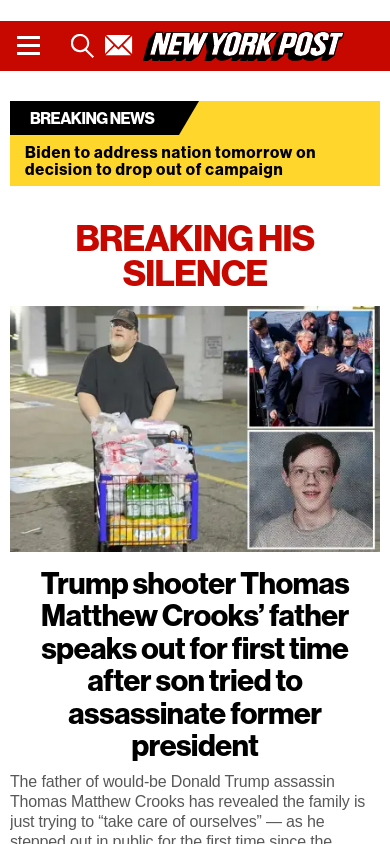 NEW YORK POST
BREAKING NEWS
Biden to address nation tomorrow on
decision to drop out of campaign
BREAKING HIS
SILENCE
Trump shooter Thomas
Matthew Crooks’ father
speaks out for first time
after son tried to
assassinate former
president
The father of would-be Donald Trump assassin
Thomas Matthew Crooks has revealed the family is
just trying to “take care of ourselves” — as he
stepped out in public for the first time since the